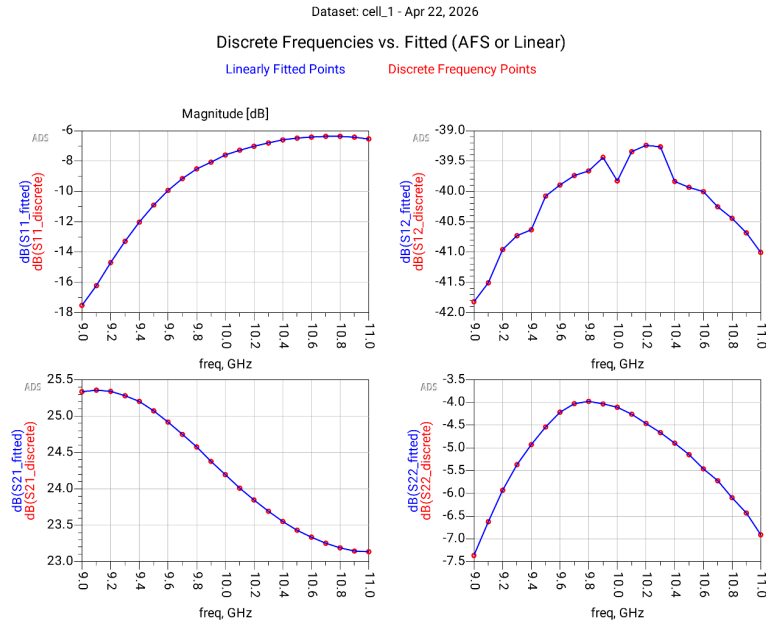 Dataset: cell_1 - Apr 22, 2026
Discrete Frequencies vs. Fitted (AFS or Linear)
Linearly Fitted Points Discrete Frequency Points
Magnitude [dB]
ADS
dB(S11_fitted)
dB(S11_discrete)
-6
-8
-10
-12
-14
-16
-18
9.0 9.2 9.4 9.6 9.8 10.0 10.2 10.4 10.6 10.8 11.0
freq, GHz
ADS
dB(S12_fitted)
dB(S12_discrete)
-39.0
-39.5
-40.0
-40.5
-41.0
-41.5
-42.0
9.0 9.2 9.4 9.6 9.8 10.0 10.2 10.4 10.6 10.8 11.0
freq, GHz
ADS
dB(S21_fitted)
dB(S21_discrete)
25.5
25.0
24.5
24.0
23.5
23.0
9.0 9.2 9.4 9.6 9.8 10.0 10.2 10.4 10.6 10.8 11.0
freq, GHz
ADS
dB(S22_fitted)
dB(S22_discrete)
-3.5
-4.0
-4.5
-5.0
-5.5
-6.0
-6.5
-7.0
-7.5
9.0 9.2 9.4 9.6 9.8 10.0 10.2 10.4 10.6 10.8 11.0
freq, GHz